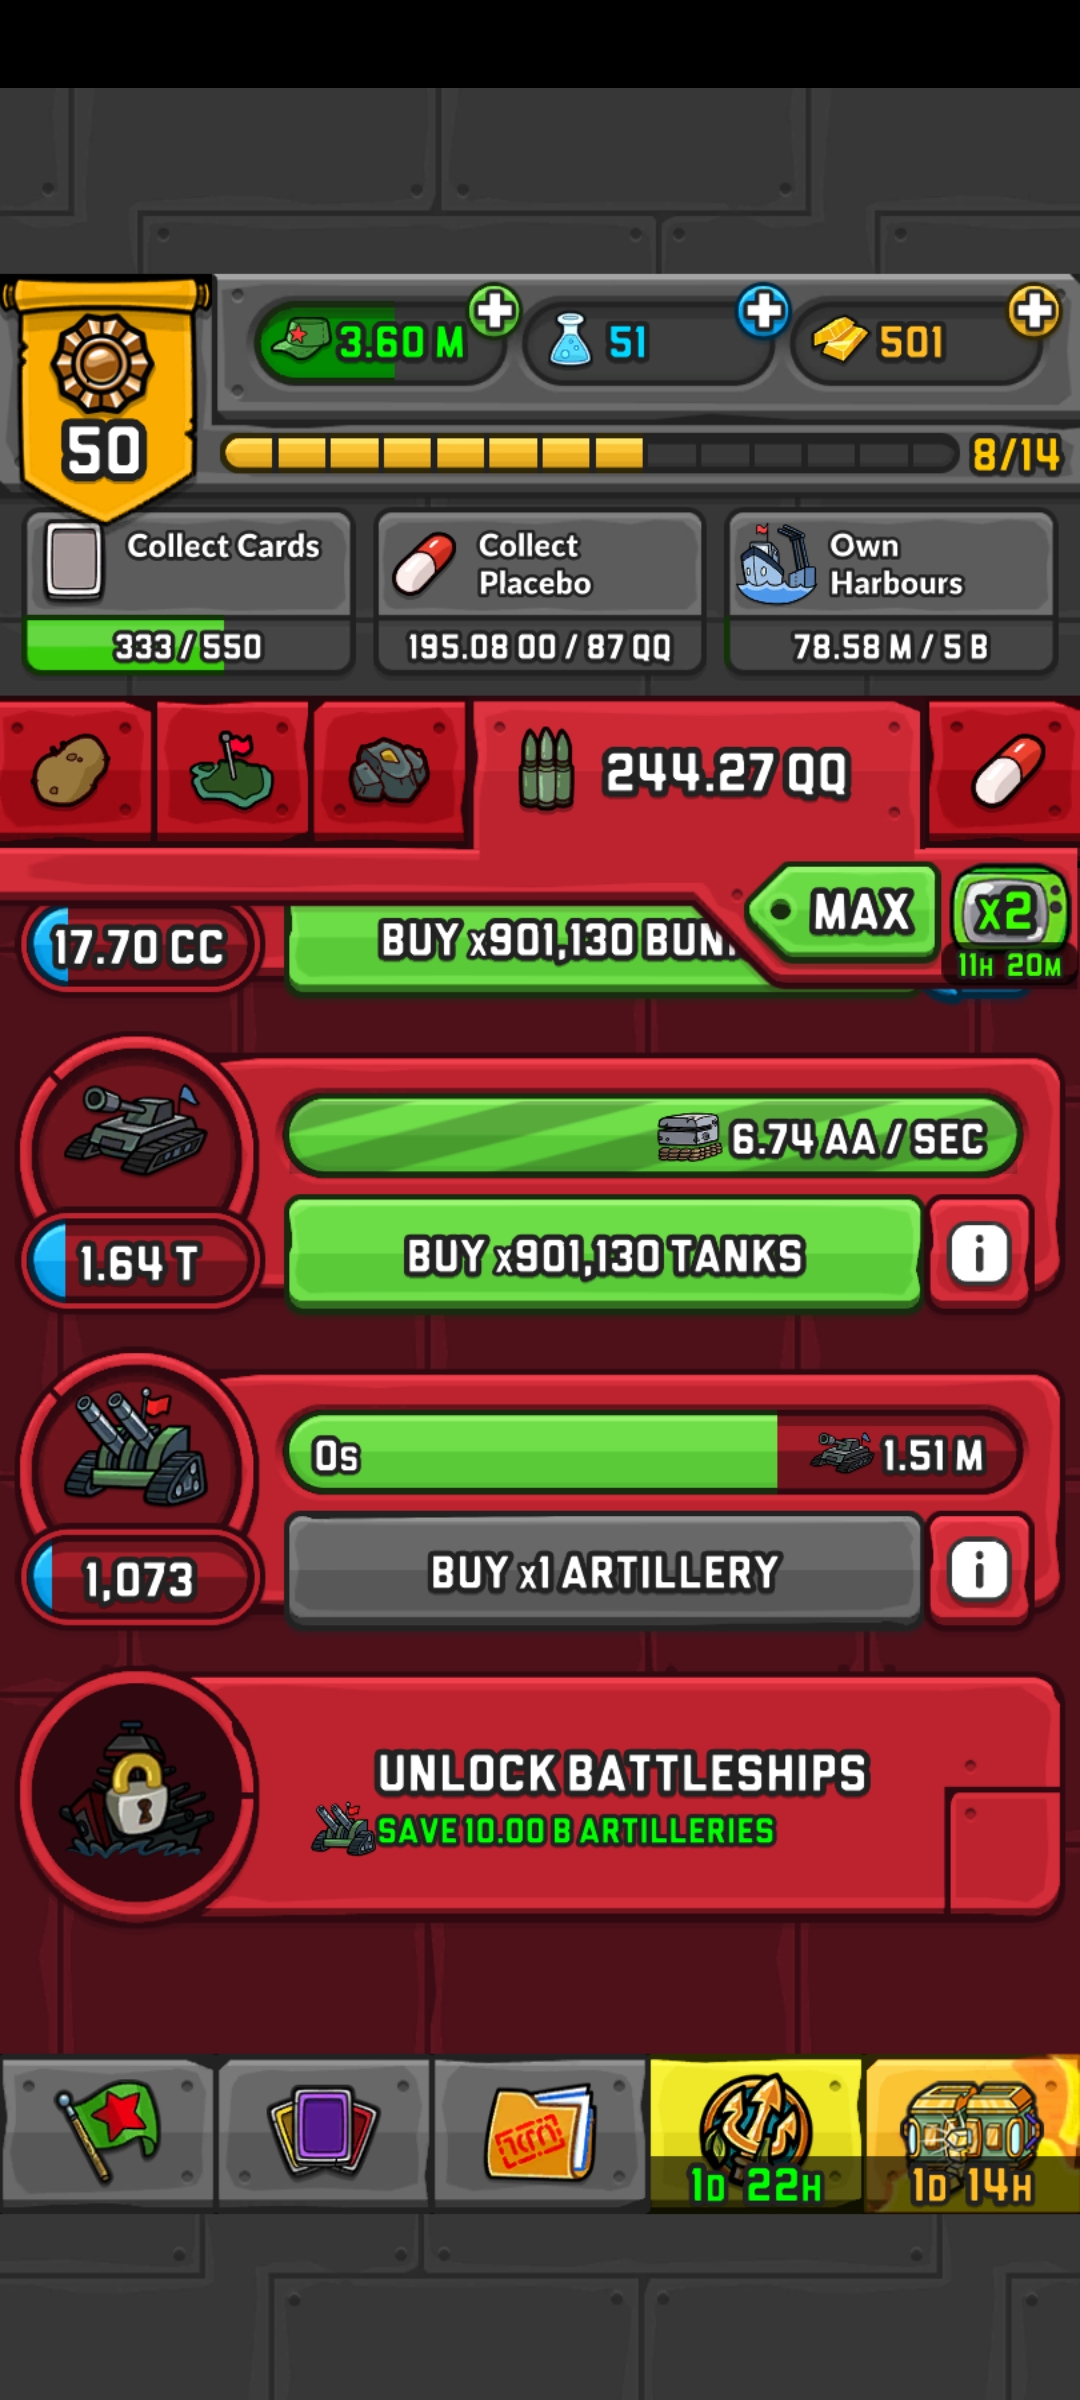 3.60 M
51
501
50
8/14
Collect Cards
333 / 550
Collect
Placebo
195.08 OO / 87 QQ
Own
Harbours
78.58 M / 5 B
244.27 QQ
MAX
x2
11H 20M
17.70 CC
BUY x901,130
6.74 AA / SEC
1.64 T
BUY x901,130 TANKS
i
0s
1.51 M
1,073
BUY x1 ARTILLERY
i
UNLOCK BATTLESHIPS
SAVE 10.00 B ARTILLERIES
1D 22H
1D 14H